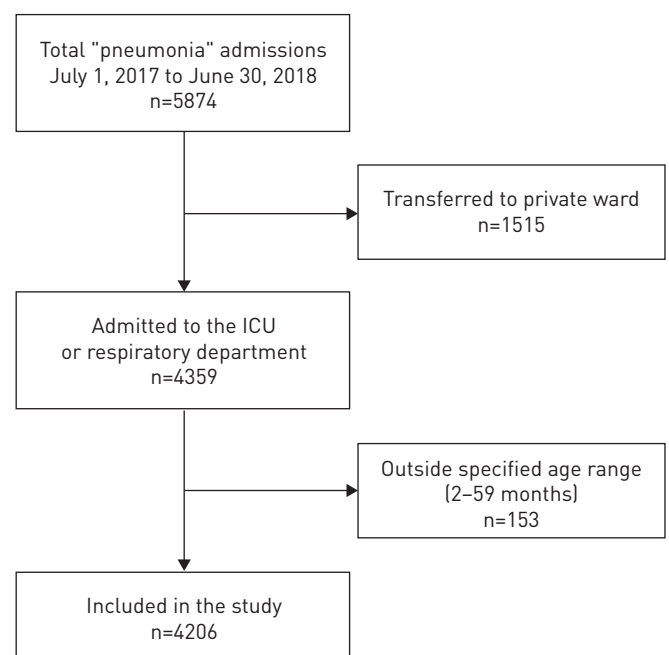 Total "pneumonia" admissions
July 1, 2017 to June 30, 2018
n=5874
Transferred to private ward
n=1515
Admitted to the ICU
or respiratory department
n=4359
Outside specified age range
(2–59 months)
n=153
Included in the study
n=4206